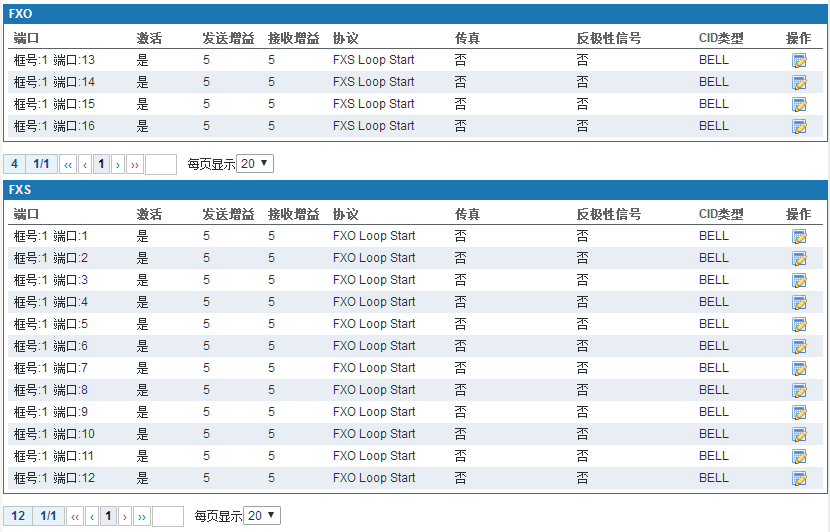 FXO
端口 激活 发送增益 接收增益 协议 传真 反极性信号 CID类型 操作
框号:1 端口:13 是 5 5 FXS Loop Start 否 否 BELL
框号:1 端口:14 是 5 5 FXS Loop Start 否 否 BELL
框号:1 端口:15 是 5 5 FXS Loop Start 否 否 BELL
框号:1 端口:16 是 5 5 FXS Loop Start 否 否 BELL
4 1/1 ‹‹ ‹ 1 › ›› 每页显示 20 ▼
FXS
端口 激活 发送增益 接收增益 协议 传真 反极性信号 CID类型 操作
框号:1 端口:1 是 5 5 FXO Loop Start 否 否 BELL
框号:1 端口:2 是 5 5 FXO Loop Start 否 否 BELL
框号:1 端口:3 是 5 5 FXO Loop Start 否 否 BELL
框号:1 端口:4 是 5 5 FXO Loop Start 否 否 BELL
框号:1 端口:5 是 5 5 FXO Loop Start 否 否 BELL
框号:1 端口:6 是 5 5 FXO Loop Start 否 否 BELL
框号:1 端口:7 是 5 5 FXO Loop Start 否 否 BELL
框号:1 端口:8 是 5 5 FXO Loop Start 否 否 BELL
框号:1 端口:9 是 5 5 FXO Loop Start 否 否 BELL
框号:1 端口:10 是 5 5 FXO Loop Start 否 否 BELL
框号:1 端口:11 是 5 5 FXO Loop Start 否 否 BELL
框号:1 端口:12 是 5 5 FXO Loop Start 否 否 BELL
12 1/1 ‹‹ ‹ 1 › ›› 每页显示 20 ▼